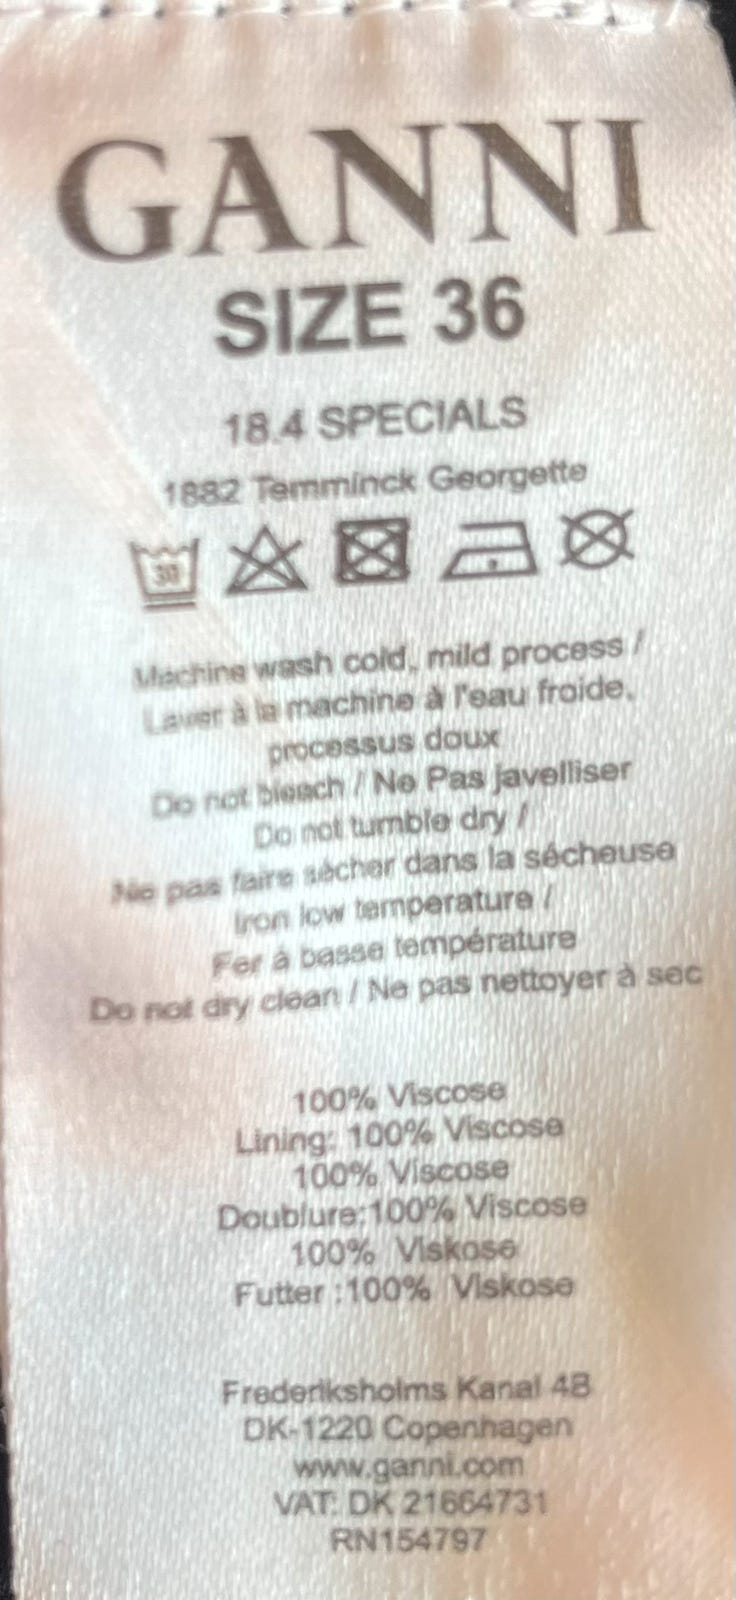 GANNI
SIZE 36
18.4 SPECIALS
1882 Temminck Georgette
30
Machine wash cold, mild process /
Laver à la machine à l'eau froide,
processus doux
Do not bleach / Ne Pas javelliser
Do not tumble dry /
Ne pas faire sécher dans la sécheuse
Iron low temperature /
Fer à basse température
Do not dry clean / Ne pas nettoyer à sec
100% Viscose
Lining: 100% Viscose
100% Viscose
Doublure:100% Viscose
100% Viskose
Futter :100% Viskose
Frederiksholms Kanal 4B
DK-1220 Copenhagen
www.ganni.com
VAT: DK 21664731
RN154797